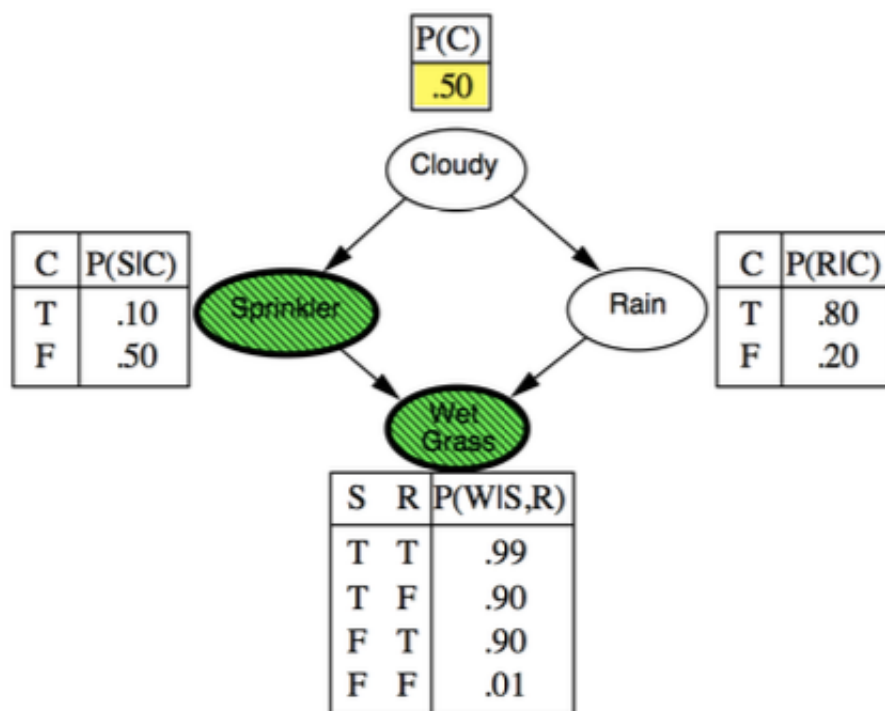 P(C)
.50
Cloudy
C P(S|C)
T .10
F .50
Sprinkler
Rain
C P(R|C)
T .80
F .20
Wet
Grass
S R P(W|S,R)
T T .99
T F .90
F T .90
F F .01